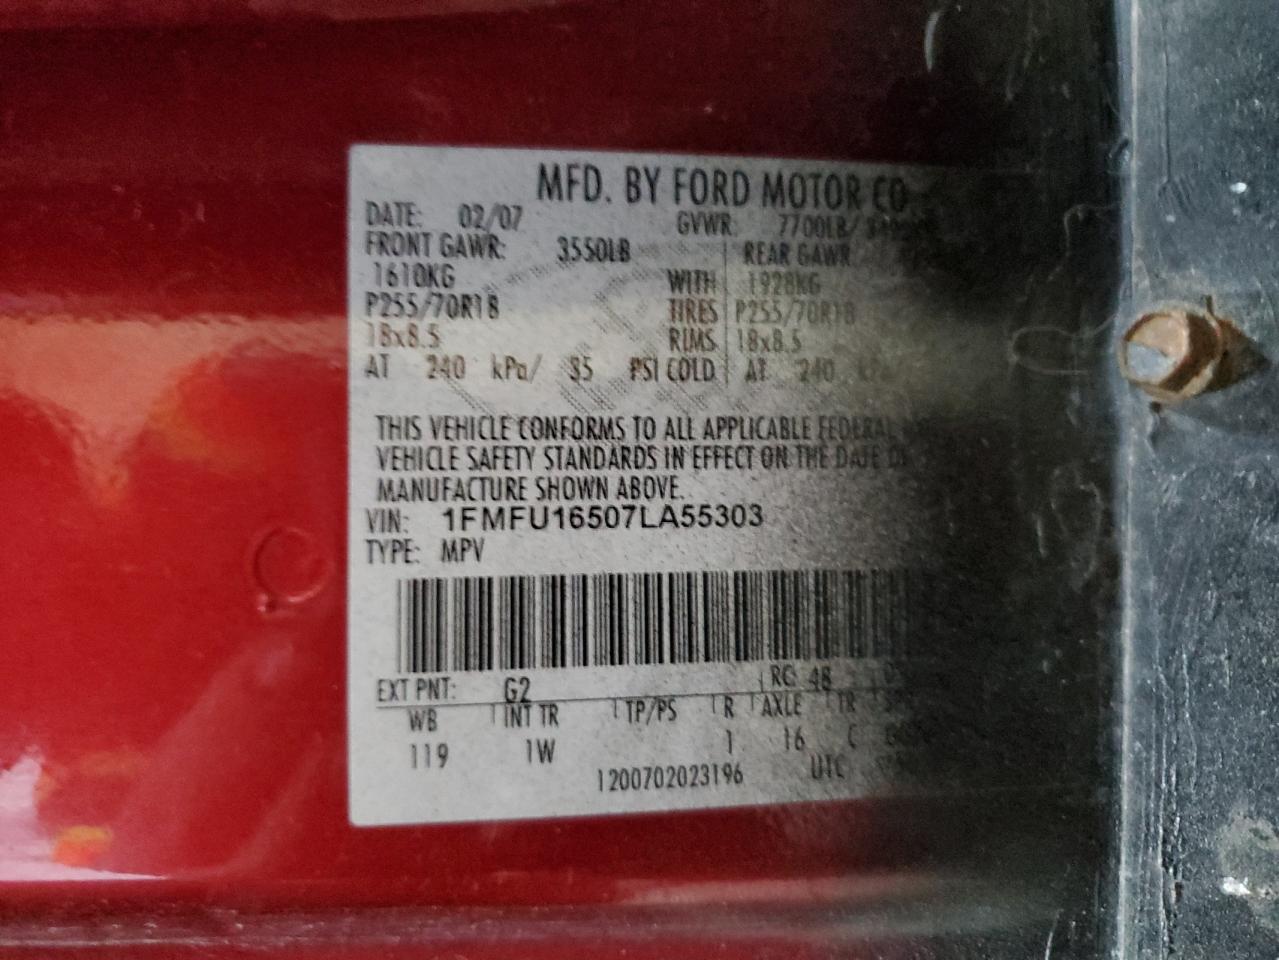 MFD. BY FORD MOTOR CO
DATE: 02/07 GVWR: 7700LB/
FRONT GAWR: 3550LB REAR GAWR
1610KG WITH 1928KG
P255/70R18 TIRES P255/70R18
18x8.5 RIMS 18x8.5
AT 240 kPa/ 35 PSI COLD AT 240 kPa
THIS VEHICLE CONFORMS TO ALL APPLICABLE FEDERAL
VEHICLE SAFETY STANDARDS IN EFFECT ON THE DATE OF
MANUFACTURE SHOWN ABOVE.
VIN: 1FMFU16507LA55303
TYPE: MPV
EXT PNT: G2 RC: 48
WB INT TR TP/PS R AXLE TR
119 1W 1 16 C
1200702023196 UTC